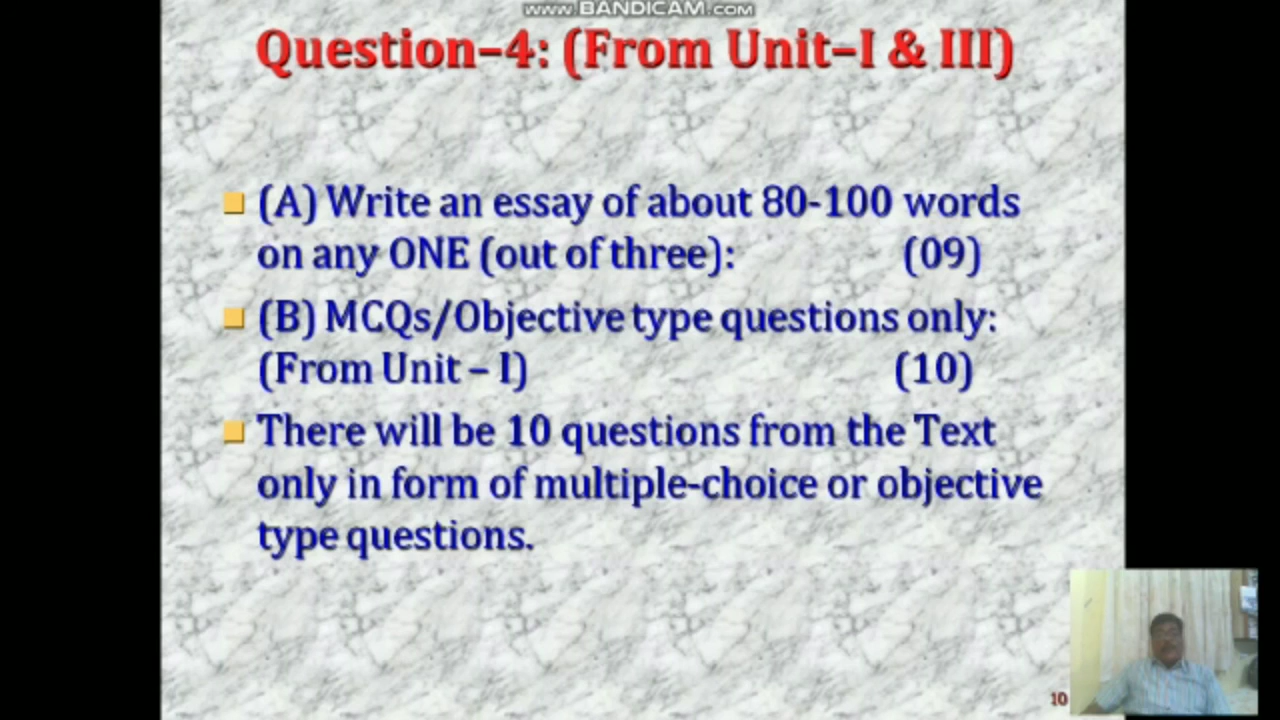 www.BANDICAM.com
Question–4: (From Unit–I & III)
(A) Write an essay of about 80-100 words
on any ONE (out of three): (09)
(B) MCQs/Objective type questions only:
(From Unit – I) (10)
There will be 10 questions from the Text
only in form of multiple-choice or objective
type questions.
10